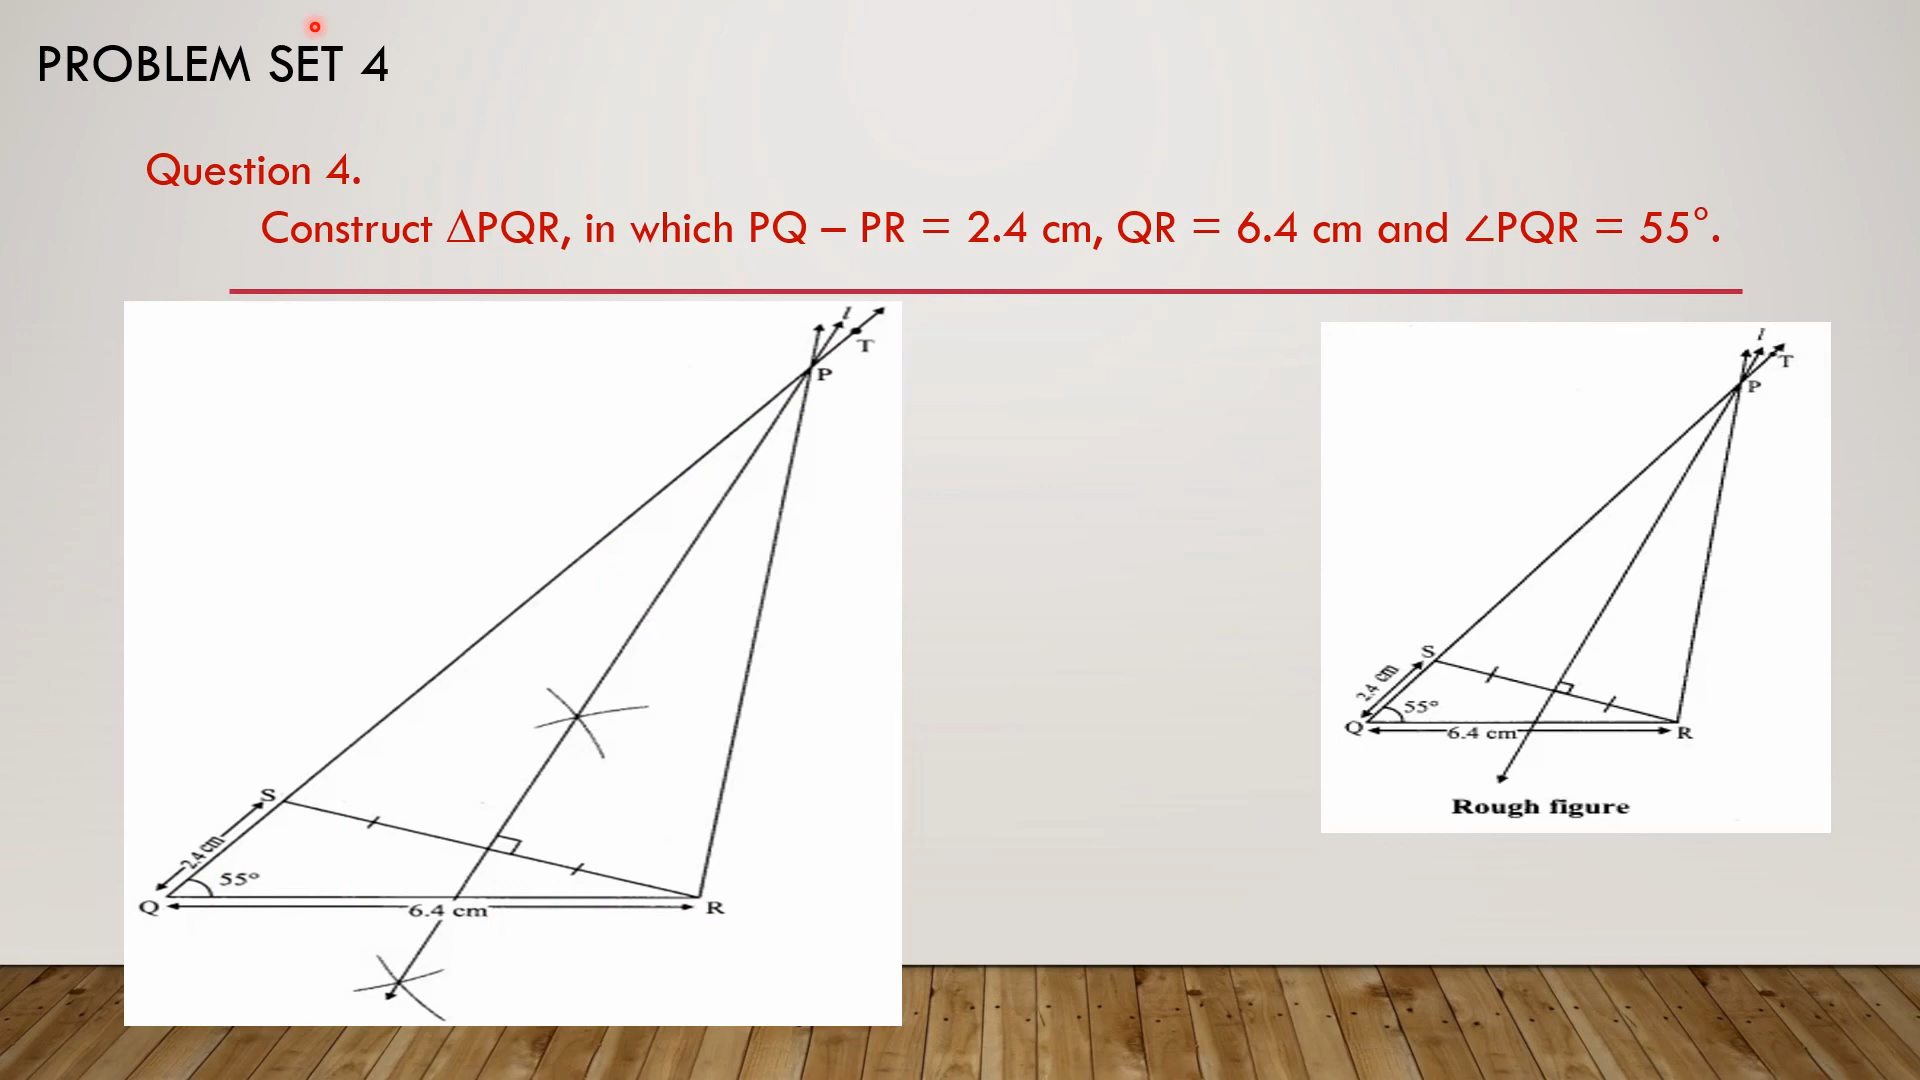 PROBLEM SET 4
Question 4.
Construct ∆PQR, in which PQ – PR = 2.4 cm, QR = 6.4 cm and ∠PQR = 55°.
l
T
P
S
2.4 cm
55°
Q
6.4 cm
R
l
T
P
S
2.4 cm
55°
Q
6.4 cm
R
Rough figure